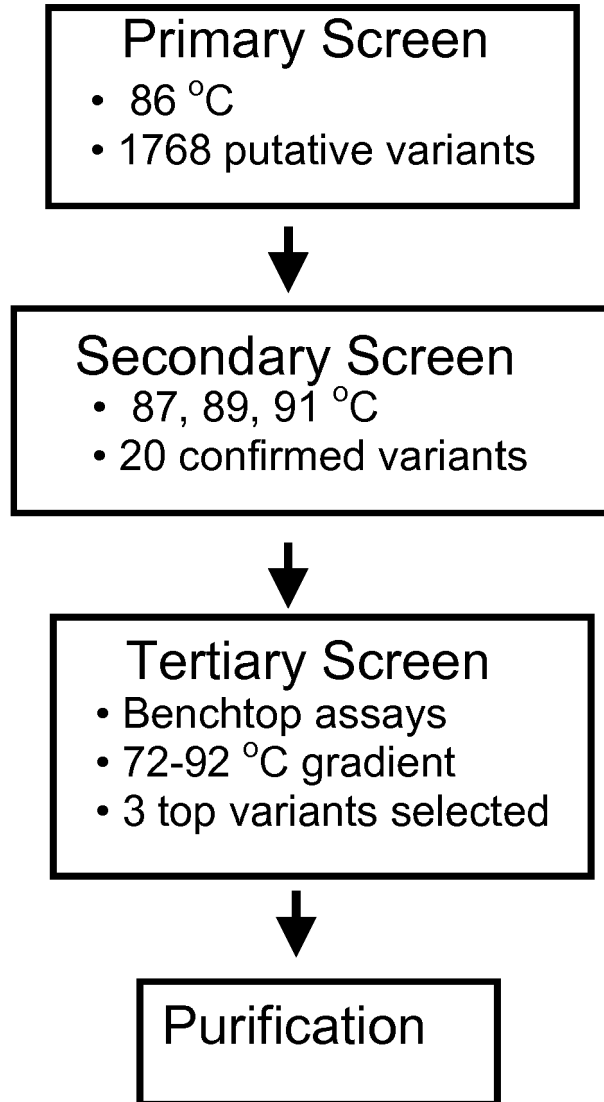 Primary Screen
• 86 °C
• 1768 putative variants
Secondary Screen
• 87, 89, 91 °C
• 20 confirmed variants
Tertiary Screen
• Benchtop assays
• 72-92 °C gradient
• 3 top variants selected
Purification